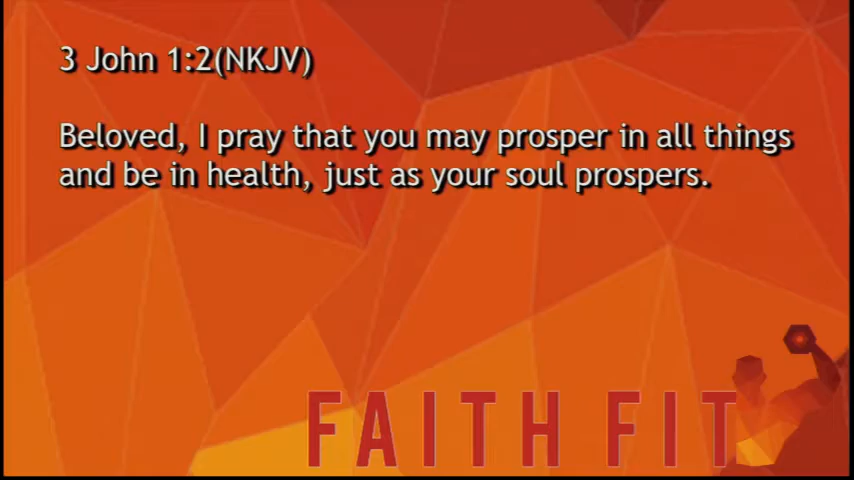 3 John 1:2(NKJV)
Beloved, I pray that you may prosper in all things
and be in health, just as your soul prospers.
FAITH FIT